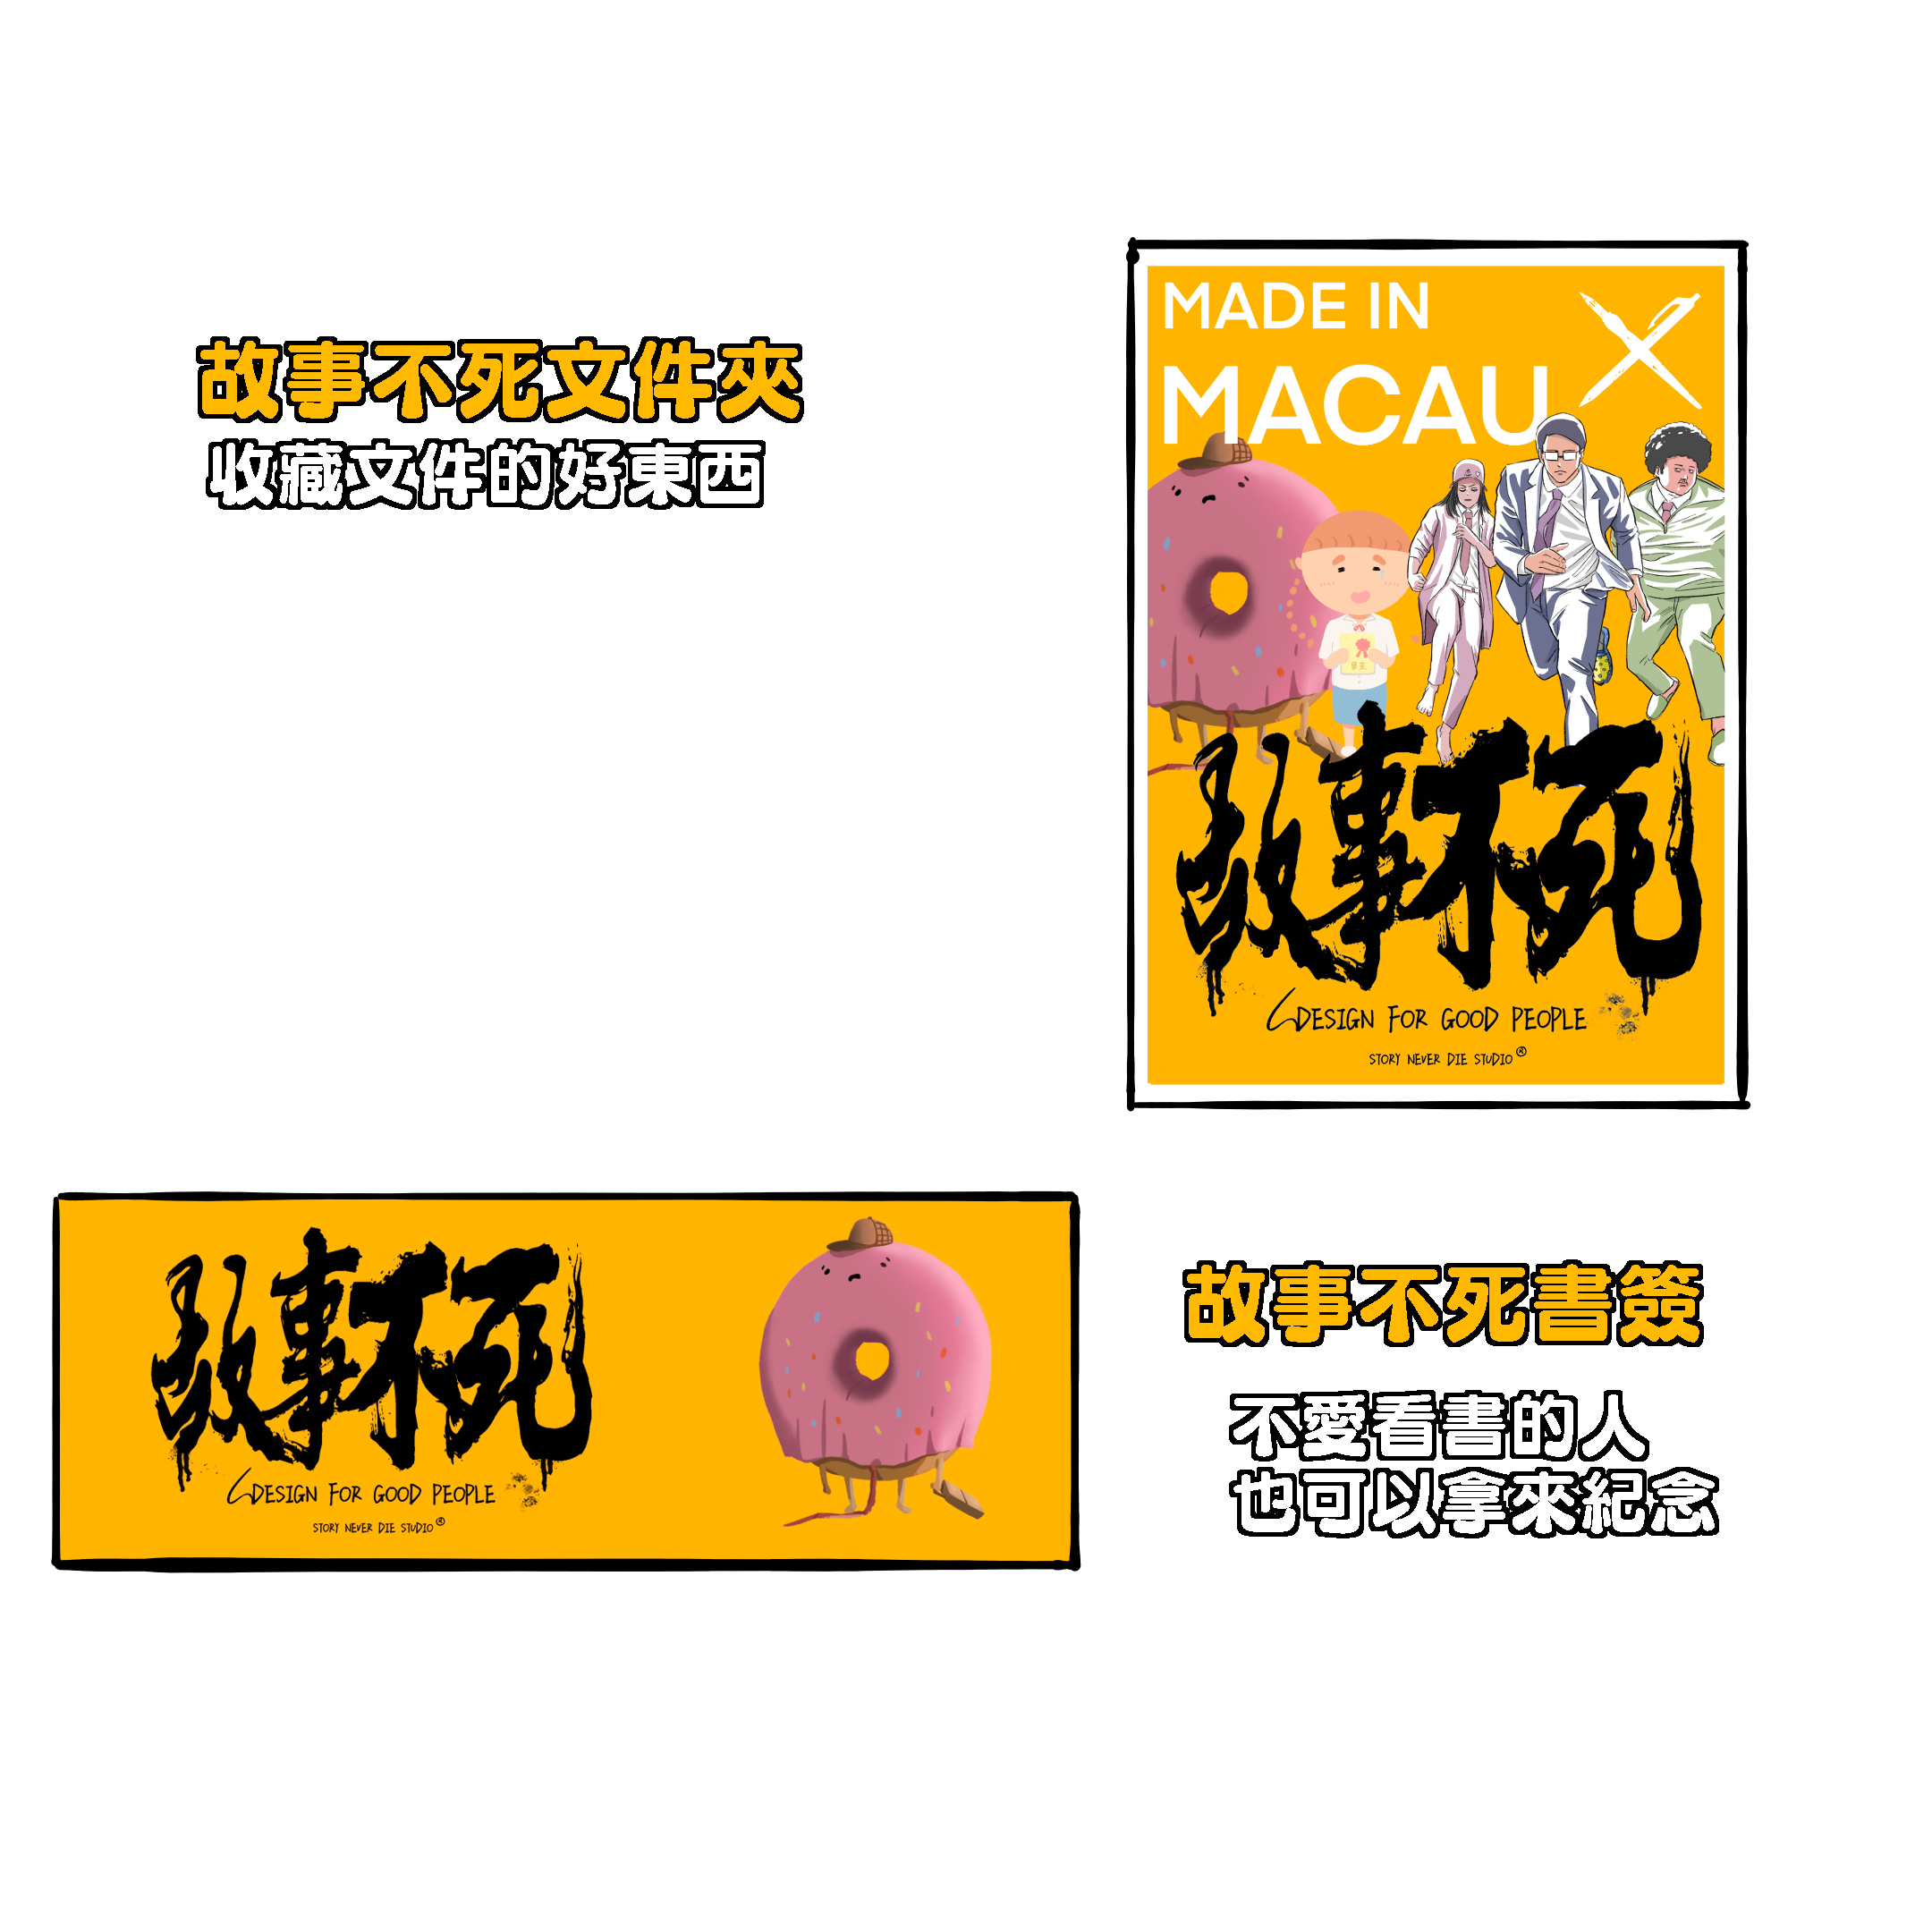 故事不死文件夾
收藏文件的好東西
MADE IN
MACAU
故事不死
DESIGN FOR GOOD PEOPLE
STORY NEVER DIE STUDIO®
故事不死
DESIGN FOR GOOD PEOPLE
STORY NEVER DIE STUDIO®
故事不死書簽
不愛看書的人
也可以拿來紀念